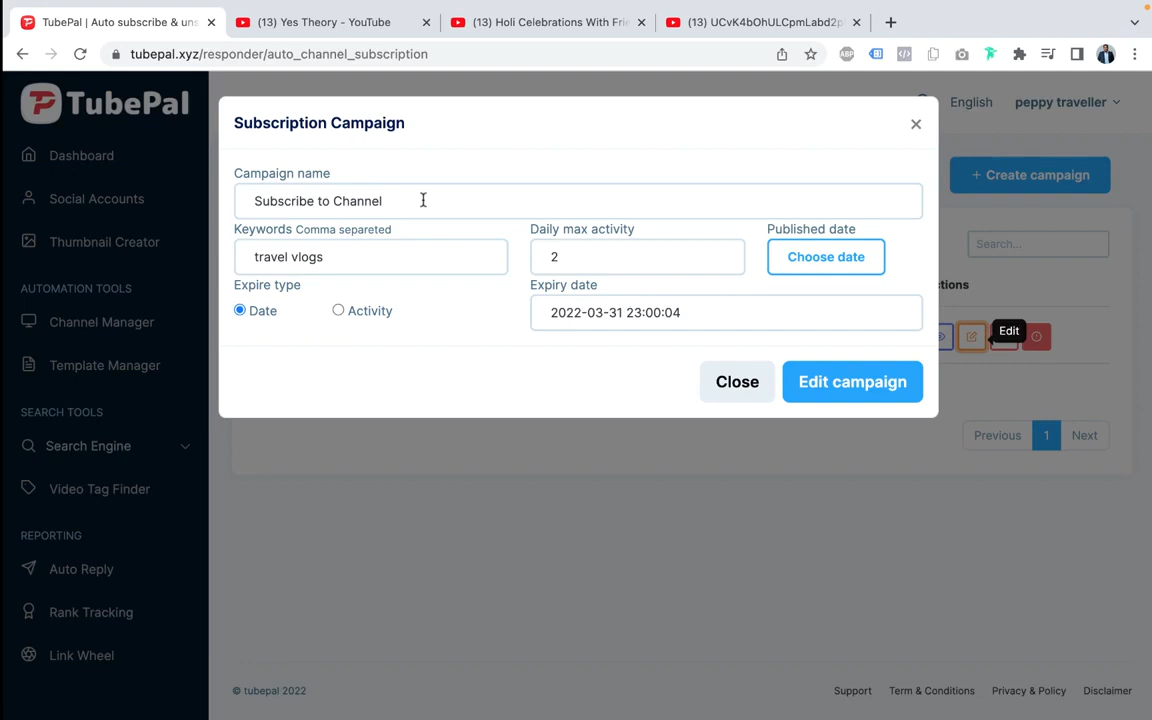 TubePal | Auto subscribe & uns
(13) Yes Theory - YouTube
(13) Holi Celebrations With Frie
(13) UCvK4bOhULCpmLabd2p
tubepal.xyz/responder/auto_channel_subscription
ABP
TubePal
English
peppy traveller
Dashboard
Social Accounts
Thumbnail Creator
AUTOMATION TOOLS
Channel Manager
Template Manager
SEARCH TOOLS
Search Engine
Video Tag Finder
REPORTING
Auto Reply
Rank Tracking
Link Wheel
+ Create campaign
Search...
ctions
Edit
Previous
1
Next
Subscription Campaign
Campaign name
Subscribe to Channel
Keywords Comma separeted
Daily max activity
Published date
travel vlogs
2
Choose date
Expire type
Expiry date
Date
Activity
2022-03-31 23:00:04
Close
Edit campaign
© tubepal 2022
Support
Term & Conditions
Privacy & Policy
Disclaimer